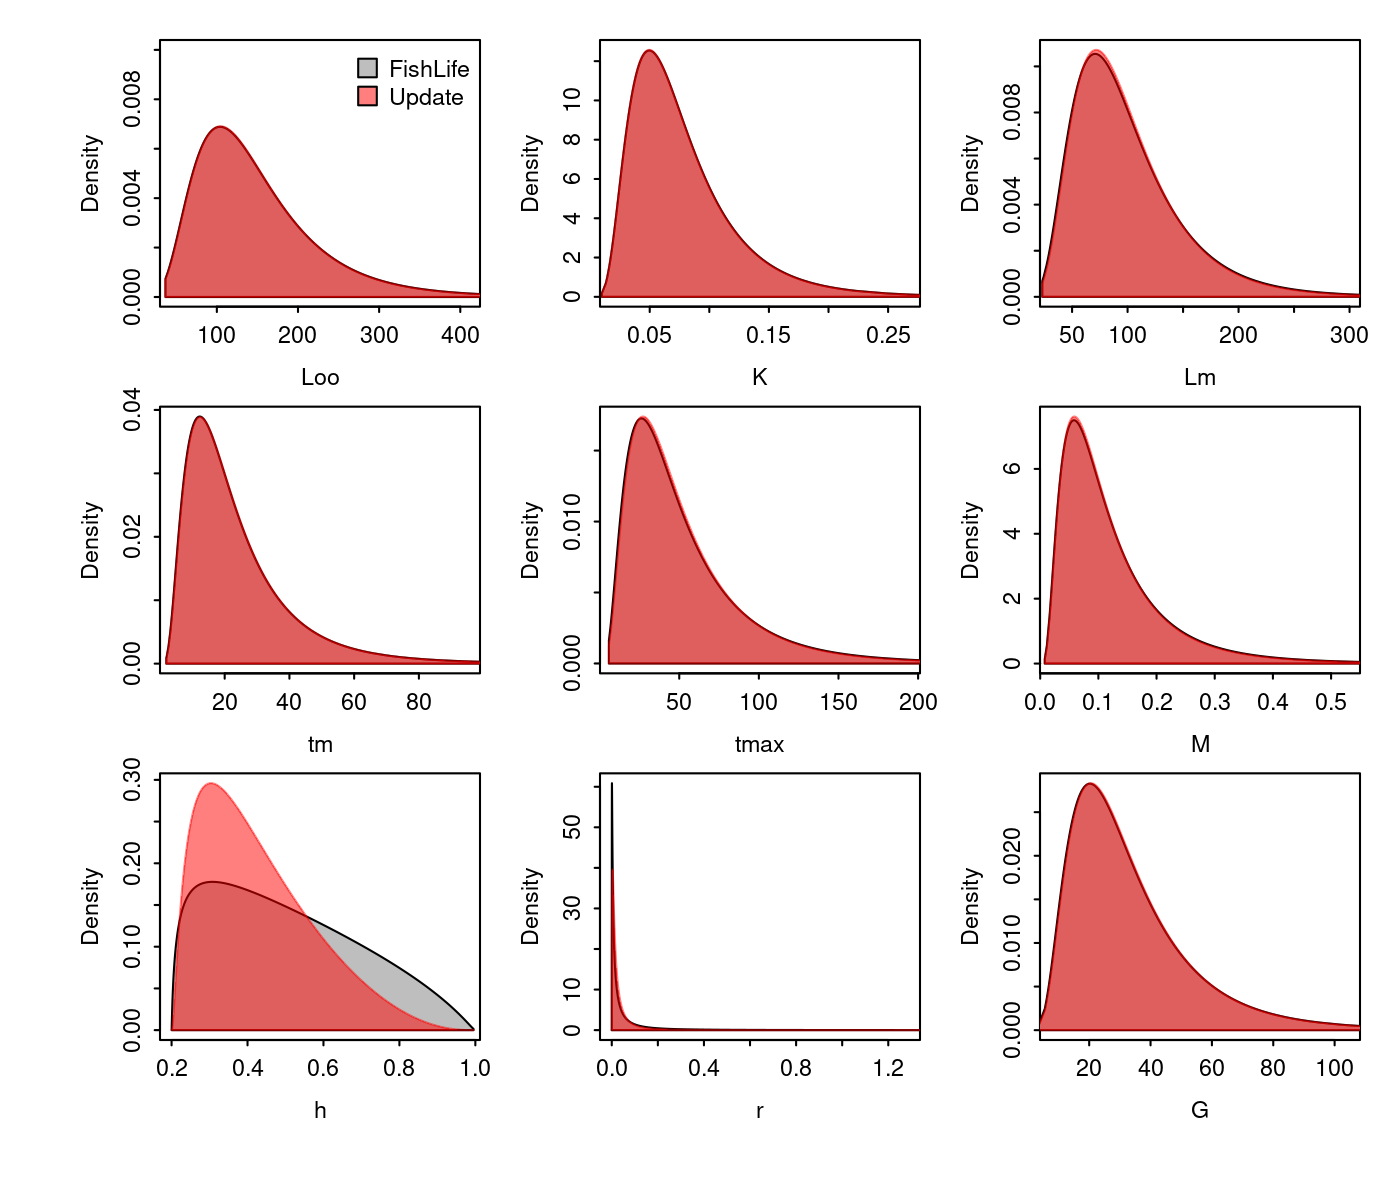 FishLife
Update
Density
0.000 0.004 0.008
100 200 300 400
Loo
Density
0 2 4 6 8 10
0.05 0.15 0.25
K
Density
0.000 0.004 0.008
50 100 200 300
Lm
Density
0.00 0.02 0.04
20 40 60 80
tm
Density
0.000 0.010
50 100 150 200
tmax
Density
0 2 4 6
0.0 0.1 0.2 0.3 0.4 0.5
M
Density
0.00 0.10 0.20 0.30
0.2 0.4 0.6 0.8 1.0
h
Density
0 10 30 50
0.0 0.4 0.8 1.2
r
Density
0.000 0.010 0.020
20 40 60 80 100
G